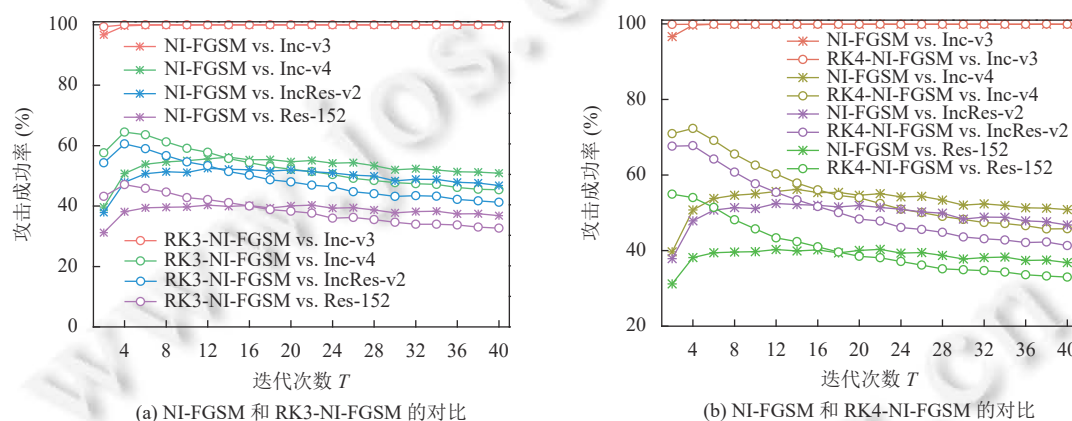 100
80
60
40
20
0
攻击成功率 (%)
NI-FGSM vs. Inc-v3
NI-FGSM vs. Inc-v4
NI-FGSM vs. IncRes-v2
NI-FGSM vs. Res-152
RK3-NI-FGSM vs. Inc-v3
RK3-NI-FGSM vs. Inc-v4
RK3-NI-FGSM vs. IncRes-v2
RK3-NI-FGSM vs. Res-152
4 8 12 16 20 24 28 32 36 40
迭代次数 T
(a) NI-FGSM 和 RK3-NI-FGSM 的对比
100
80
60
40
20
攻击成功率 (%)
NI-FGSM vs. Inc-v3
RK4-NI-FGSM vs. Inc-v3
NI-FGSM vs. Inc-v4
RK4-NI-FGSM vs. Inc-v4
NI-FGSM vs. IncRes-v2
RK4-NI-FGSM vs. IncRes-v2
NI-FGSM vs. Res-152
RK4-NI-FGSM vs. Res-152
4 8 12 16 20 24 28 32 36 40
迭代次数 T
(b) NI-FGSM 和 RK4-NI-FGSM 的对比